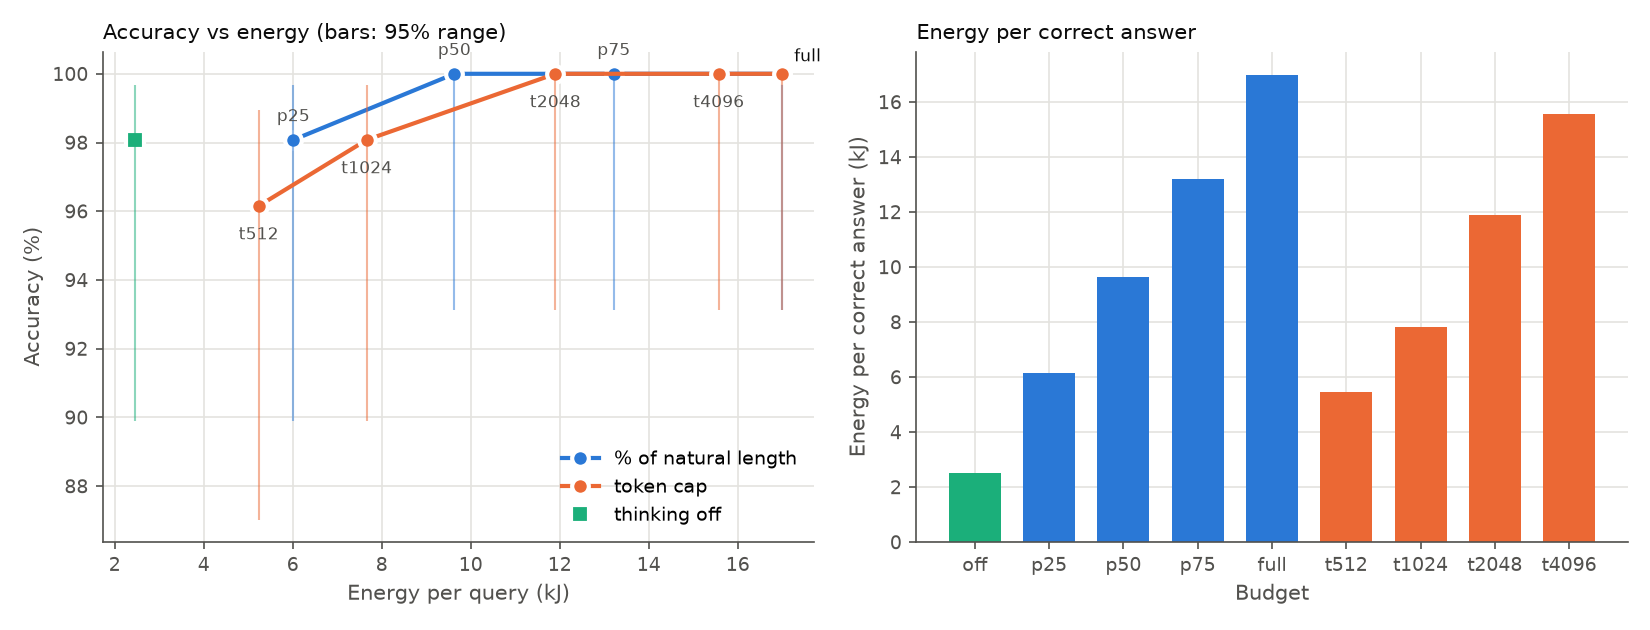 Accuracy vs energy (bars: 95% range)
p50
p75
full
100
p25
t2048
t4096
98
t1024
96
t512
94
92
90
88
Accuracy (%)
% of natural length
token cap
thinking off
2 4 6 8 10 12 14 16
Energy per query (kJ)
Energy per correct answer
16
14
12
10
8
6
4
2
0
Energy per correct answer (kJ)
off p25 p50 p75 full t512 t1024 t2048 t4096
Budget